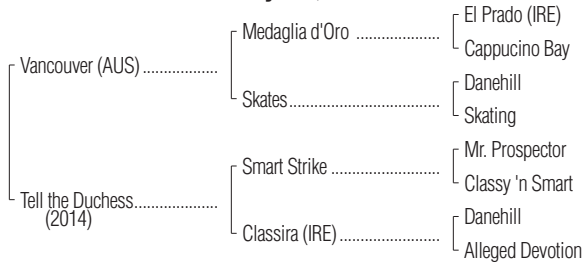 El Prado (IRE)
Medaglia d'Oro ....................
Cappucino Bay
Vancouver (AUS) ..................
Danehill
Skates.....................................
Skating
Mr. Prospector
Smart Strike ..........................
Classy 'n Smart
Tell the Duchess....................
(2014)
Danehill
Classira (IRE) ........................
Alleged Devotion